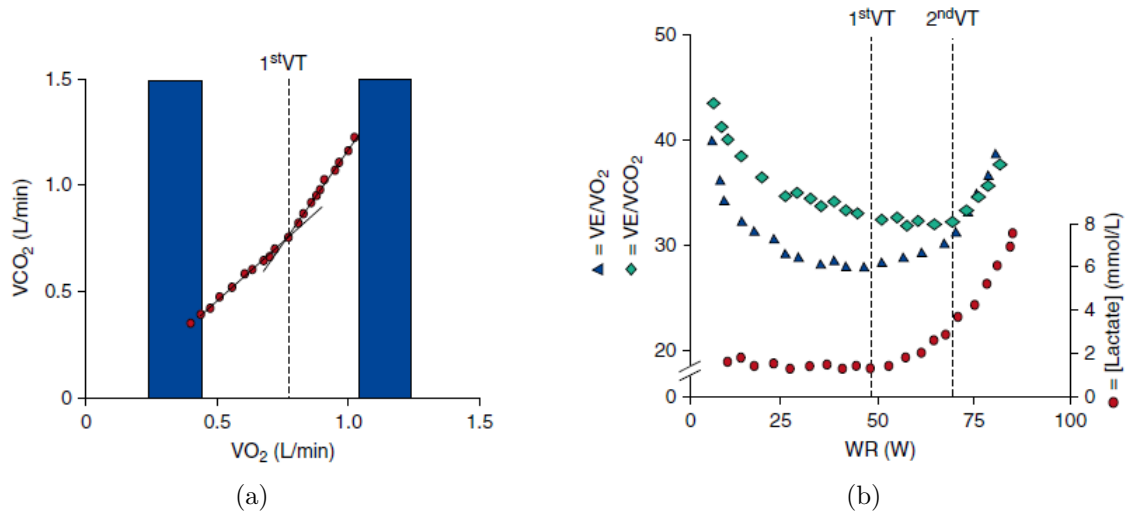 1stVT
1.5
1.0
0.5
0
0
0.5
1.0
1.5
VCO2 (L/min)
VO2 (L/min)
(a)
1stVT
2ndVT
50
40
30
20
0
8
6
4
2
0
0
25
50
75
100
= VE/VO2
= VE/VCO2
= [Lactate] (mmol/L)
WR (W)
(b)